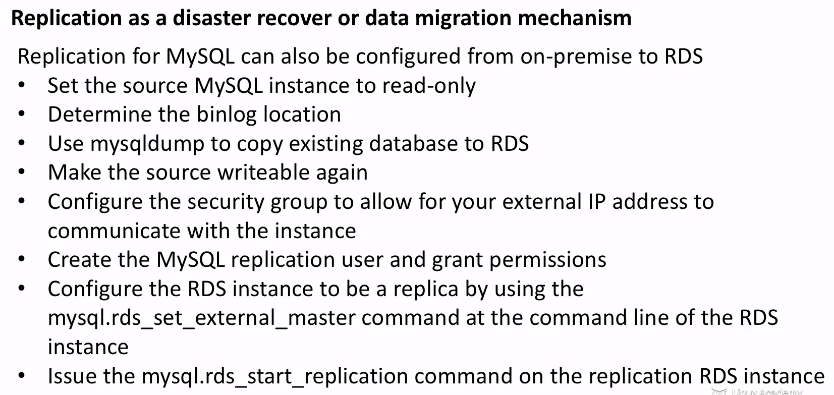 Replication as a disaster recover or data migration mechanism
Replication for MySQL can also be configured from on-premise to RDS
• Set the source MySQL instance to read-only
• Determine the binlog location
• Use mysqldump to copy existing database to RDS
• Make the source writeable again
• Configure the security group to allow for your external IP address to
communicate with the instance
• Create the MySQL replication user and grant permissions
• Configure the RDS instance to be a replica by using the
mysql.rds_set_external_master command at the command line of the RDS
instance
• Issue the mysql.rds_start_replication command on the replication RDS instance